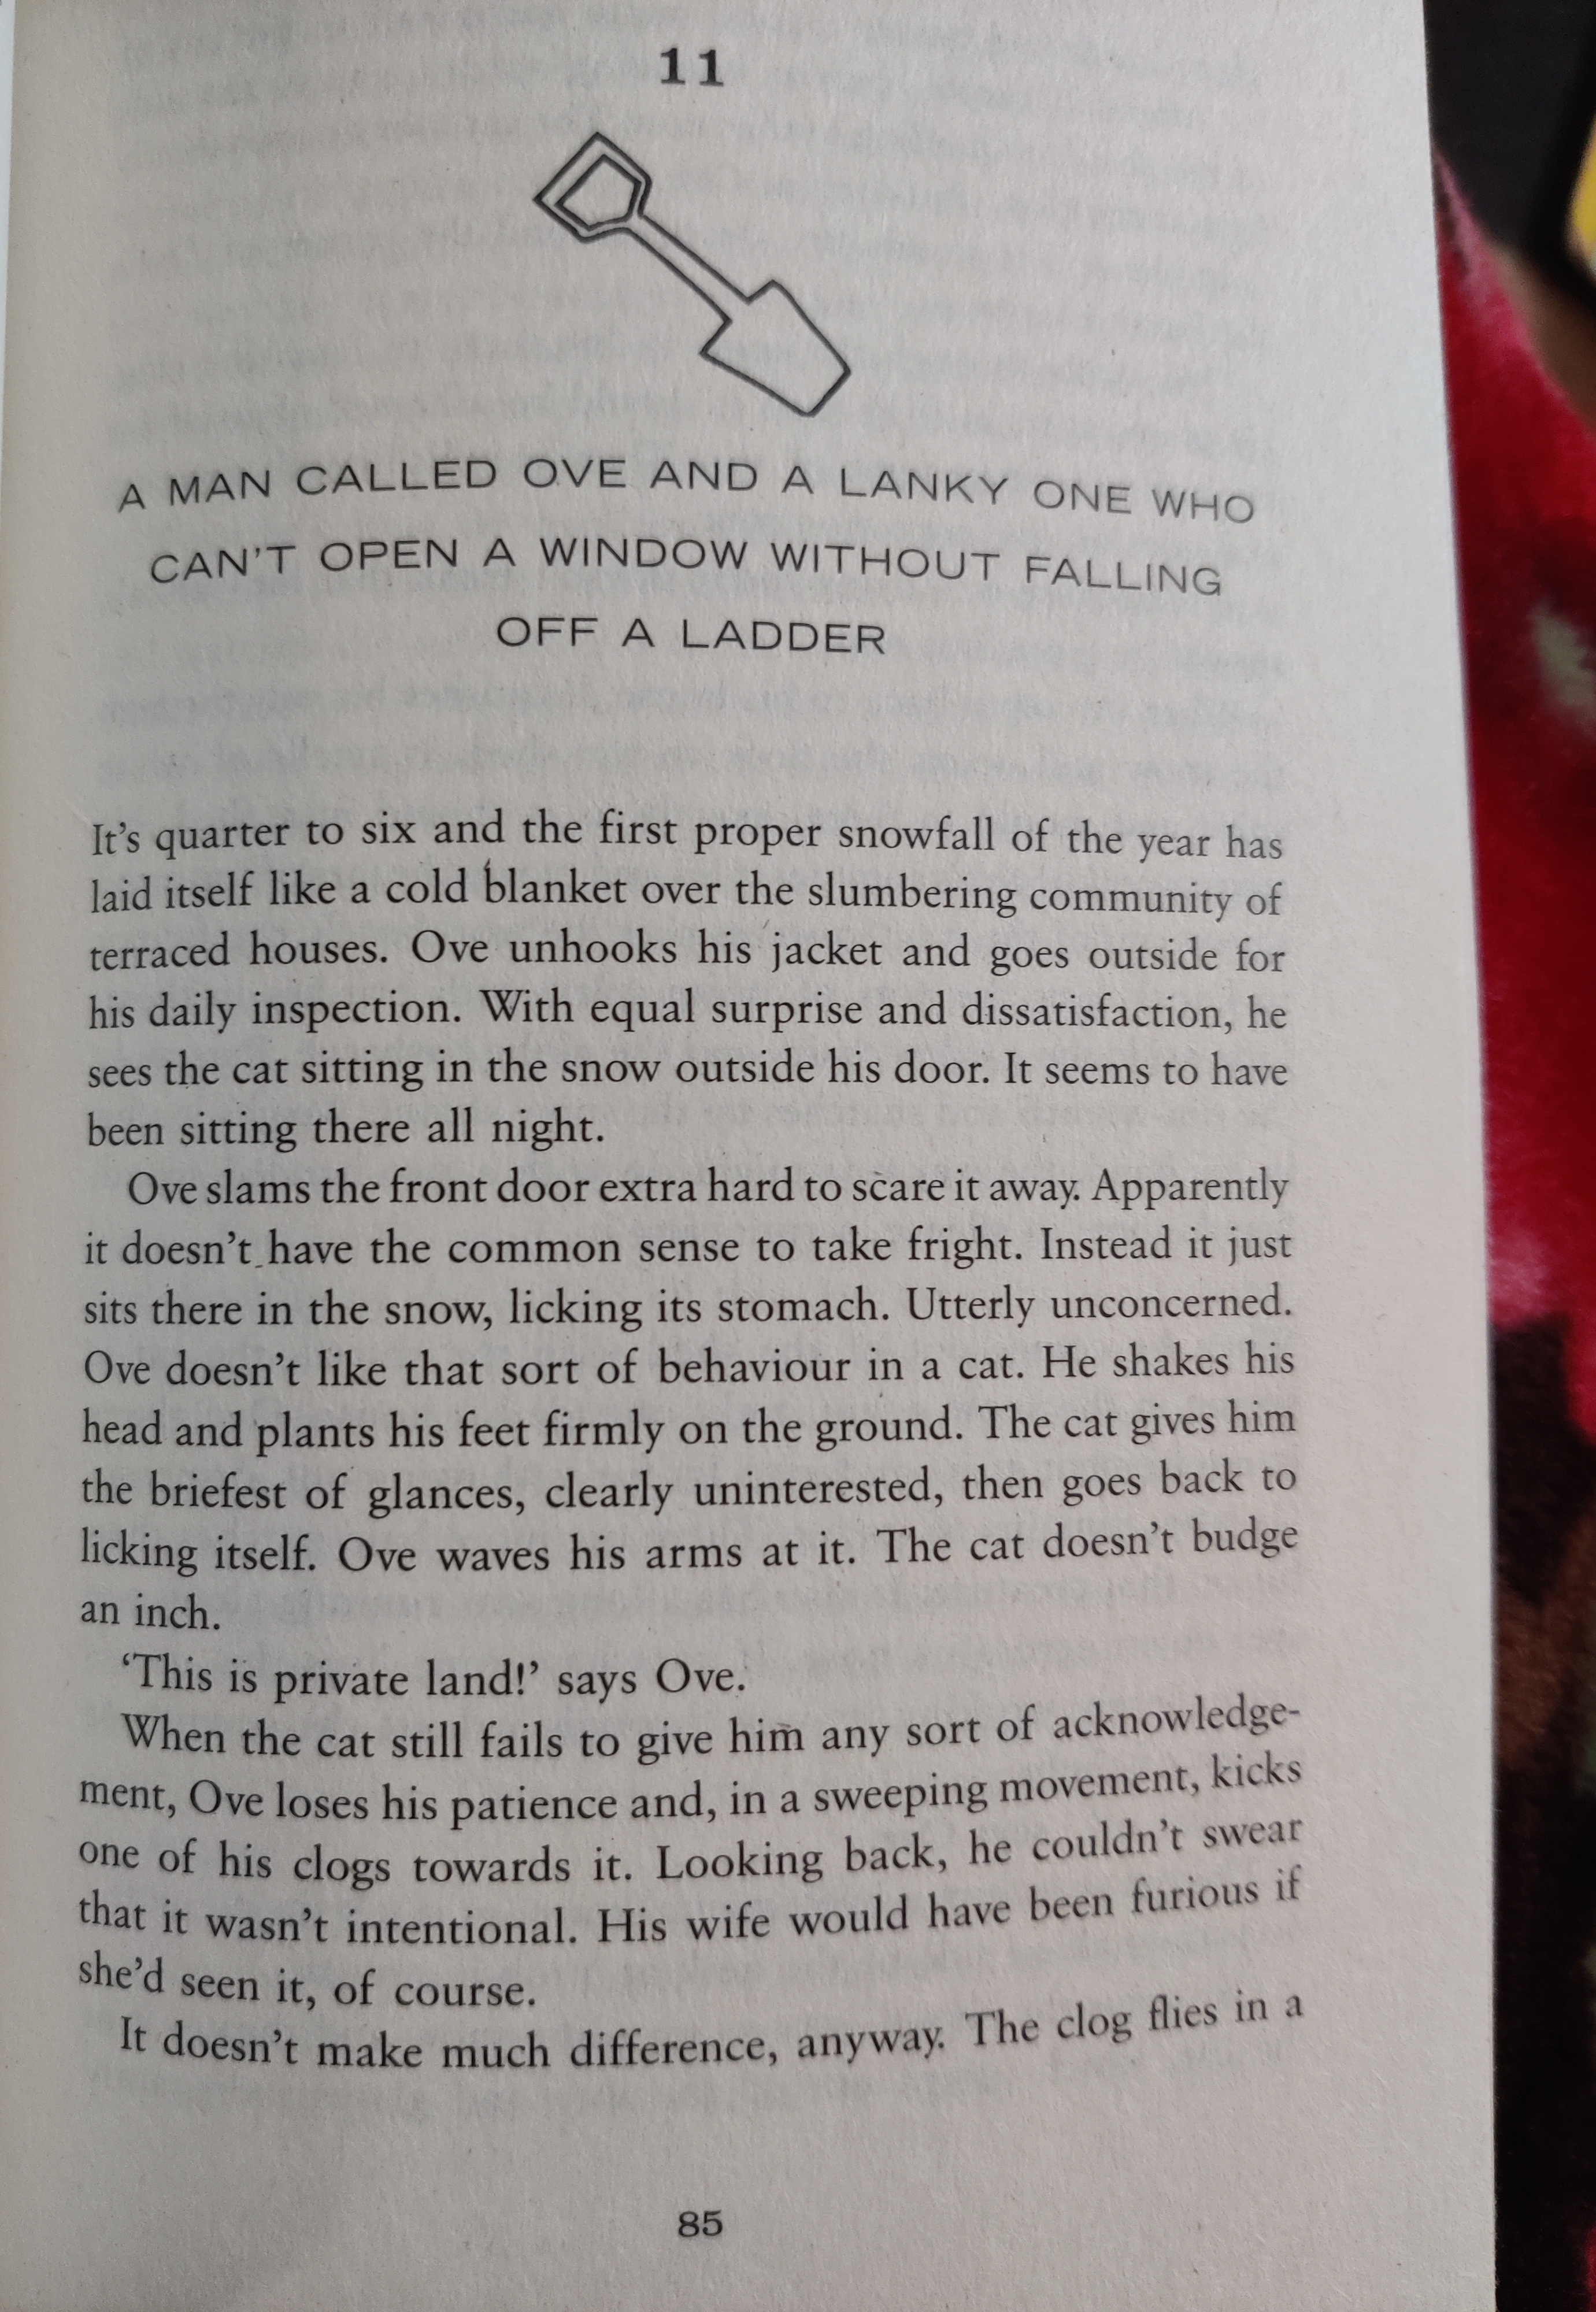 11
A MAN CALLED OVE AND A LANKY ONE WHO
CAN'T OPEN A WINDOW WITHOUT FALLING
OFF A LADDER
It's quarter to six and the first proper snowfall of the year has
laid itself like a cold blanket over the slumbering community of
terraced houses. Ove unhooks his jacket and goes outside for
his daily inspection. With equal surprise and dissatisfaction, he
sees the cat sitting in the snow outside his door. It seems to have
been sitting there all night.
Ove slams the front door extra hard to scare it away. Apparently
it doesn't have the common sense to take fright. Instead it just
sits there in the snow, licking its stomach. Utterly unconcerned.
Ove doesn't like that sort of behaviour in a cat. He shakes his
head and plants his feet firmly on the ground. The cat gives him
the briefest of glances, clearly uninterested, then goes back to
licking itself. Ove waves his arms at it. The cat doesn't budge
an inch.
‘This is private land!’ says Ove.
When the cat still fails to give him any sort of acknowledge-
ment, Ove loses his patience and, in a sweeping movement, kicks
one of his clogs towards it. Looking back, he couldn't swear
that it wasn't intentional. His wife would have been furious if
she'd seen it, of course.
It doesn't make much difference, anyway. The clog flies in a
85